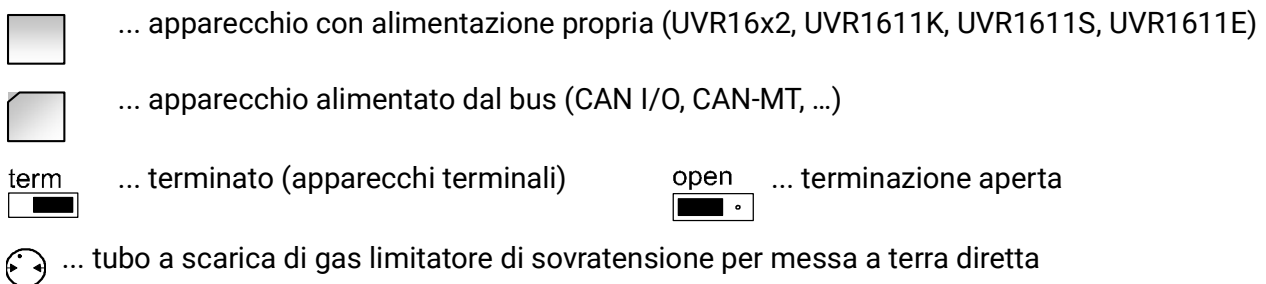 ... apparecchio con alimentazione propria (UVR16x2, UVR1611K, UVR1611S, UVR1611E)
... apparecchio alimentato dal bus (CAN I/O, CAN-MT, …)
term ... terminato (apparecchi terminali) open ... terminazione aperta
... tubo a scarica di gas limitatore di sovratensione per messa a terra diretta